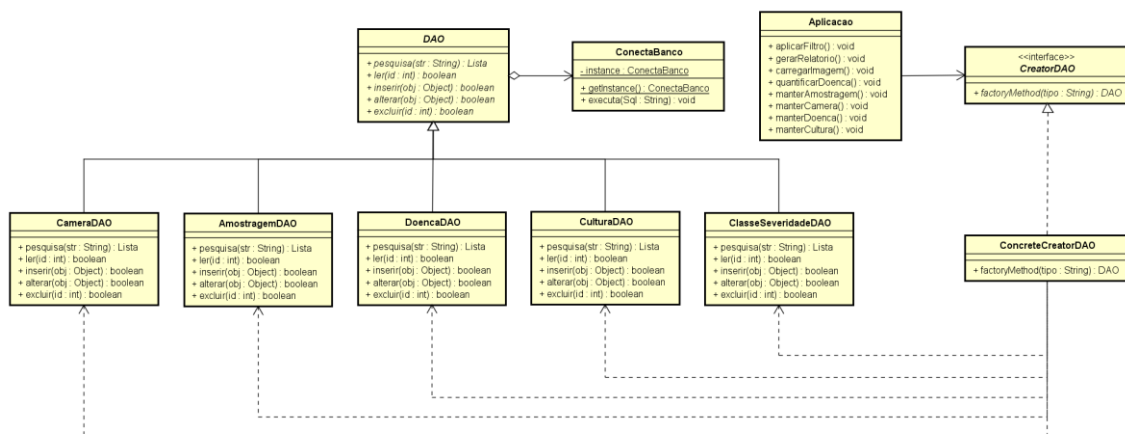 DAO
+ pesquisa(str : String) : Lista
+ ler(id : int) : boolean
+ inserir(obj : Object) : boolean
+ alterar(obj : Object) : boolean
+ excluir(id : int) : boolean
ConectaBanco
- instance : ConectaBanco
+ getInstance() : ConectaBanco
+ executa(Sql : String) : void
Aplicacao
+ aplicarFiltro() : void
+ gerarRelatorio() : void
+ carregarImagem() : void
+ quantificarDoenca() : void
+ manterAmostragem() : void
+ manterCamera() : void
+ manterDoenca() : void
+ manterCultura() : void
<<interface>>
CreatorDAO
+ factoryMethod(tipo : String) : DAO
CameraDAO
+ pesquisa(str : String) : Lista
+ ler(id : int) : boolean
+ inserir(obj : Object) : boolean
+ alterar(obj : Object) : boolean
+ excluir(id : int) : boolean
AmostragemDAO
+ pesquisa(str : String) : Lista
+ ler(id : int) : boolean
+ inserir(obj : Object) : boolean
+ alterar(obj : Object) : boolean
+ excluir(id : int) : boolean
DoencaDAO
+ pesquisa(str : String) : Lista
+ ler(id : int) : boolean
+ inserir(obj : Object) : boolean
+ alterar(obj : Object) : boolean
+ excluir(id : int) : boolean
CulturaDAO
+ pesquisa(str : String) : Lista
+ ler(id : int) : boolean
+ inserir(obj : Object) : boolean
+ alterar(obj : Object) : boolean
+ excluir(id : int) : boolean
ClasseSeveridadeDAO
+ pesquisa(str : String) : Lista
+ ler(id : int) : boolean
+ inserir(obj : Object) : boolean
+ alterar(obj : Object) : boolean
+ excluir(id : int) : boolean
ConcreteCreatorDAO
+ factoryMethod(tipo : String) : DAO